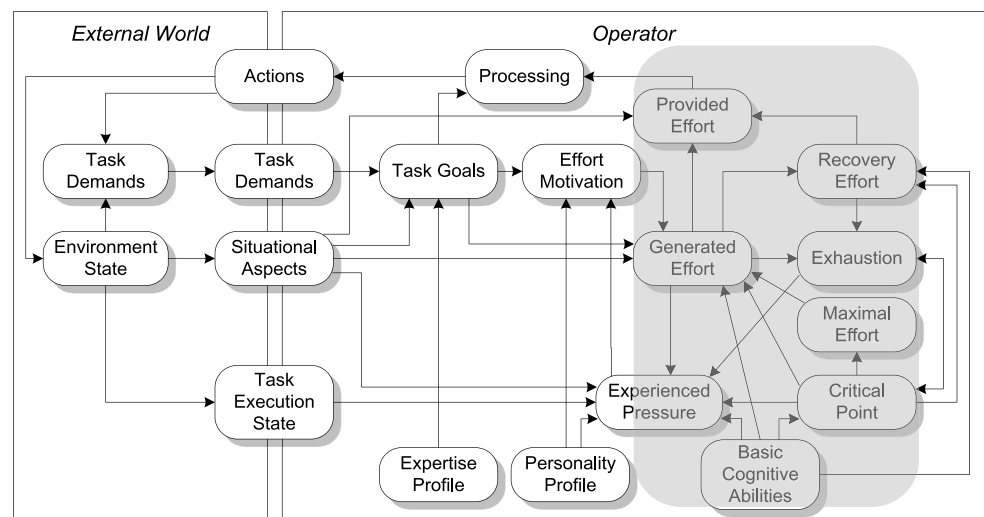 External World
Operator
Actions
Processing
Provided
Effort
Task
Demands
Task
Demands
Task Goals
Effort
Motivation
Recovery
Effort
Environment
State
Situational
Aspects
Generated
Effort
Exhaustion
Maximal
Effort
Task
Execution
State
Experienced
Pressure
Critical
Point
Expertise
Profile
Personality
Profile
Basic
Cognitive
Abilities